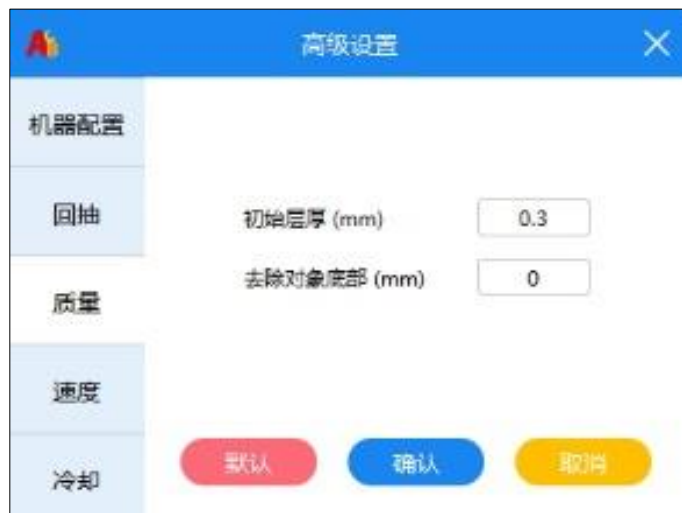 高级设置
机器配置
回抽
质量
速度
冷却
初始层厚 (mm) 0.3
去除对象底部 (mm) 0
默认 确认 取消